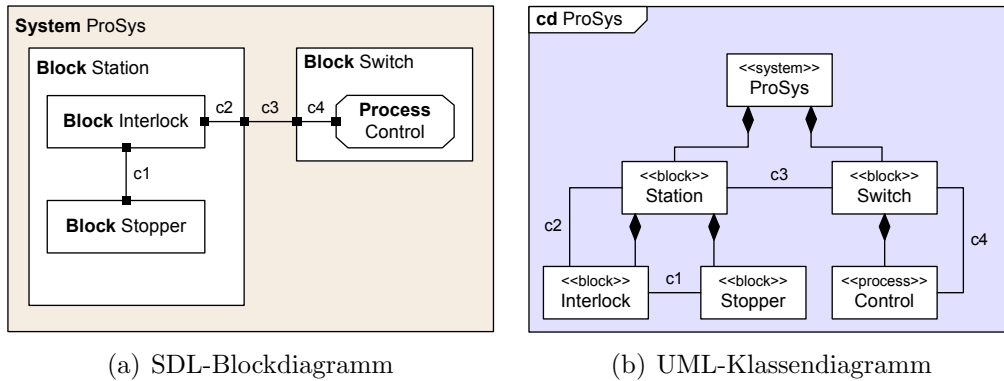 System ProSys
Block Station
Block Switch
Block Interlock
c2
c3
c4
Process
Control
c1
Block Stopper
(a) SDL-Blockdiagramm
cd ProSys
<<system>>
ProSys
<<block>>
Station
c3
<<block>>
Switch
c2
c4
<<block>>
Interlock
c1
<<block>>
Stopper
<<process>>
Control
(b) UML-Klassendiagramm